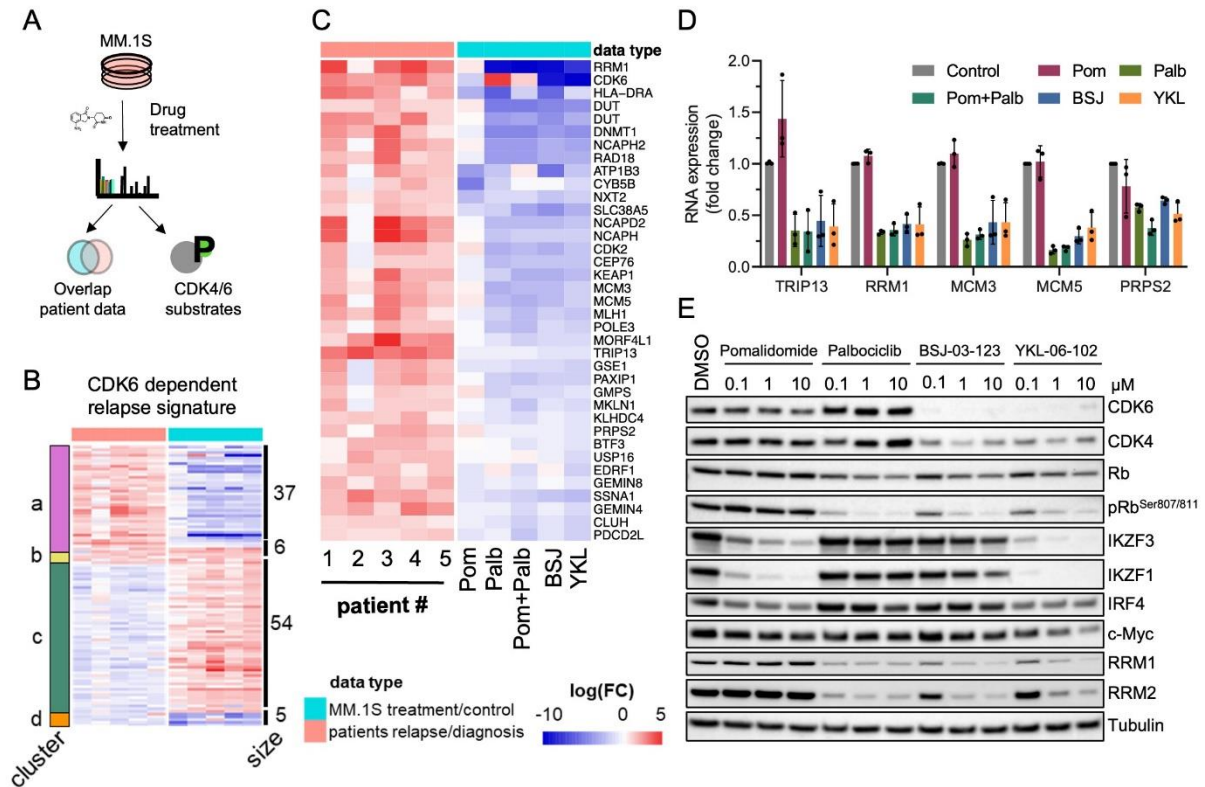 A
MM.1S
Drug
treatment
P
Overlap
patient data
CDK4/6
substrates
B
CDK6 dependent
relapse signature
a
b
c
d
37
6
54
5
cluster
size
C
data type
RRM1
CDK6
HLA-DRA
DUT
DUT
DNMT1
NCAPH2
RAD18
ATP1B3
CYB5B
NXT2
SLC38A5
NCAPD2
NCAPH
CDK2
CEP76
KEAP1
MCM3
MCM5
MLH1
POLE3
MORF4L1
TRIP13
GSE1
PAXIP1
GMPS
MKLN1
KLHDC4
PRPS2
BTF3
USP16
EDRF1
GEMIN8
SSNA1
GEMIN4
CLUH
PDCD2L
1 2 3 4 5
patient #
Pom
Palb
Pom+Palb
BSJ
YKL
data type
MM.1S treatment/control
patients relapse/diagnosis
log(FC)
-10 0 5
D
RNA expression
(fold change)
2.0
1.5
1.0
0.5
0.0
Control Pom Palb
Pom+Palb BSJ YKL
TRIP13 RRM1 MCM3 MCM5 PRPS2
E
DMSO
Pomalidomide Palbociclib BSJ-03-123 YKL-06-102
0.1 1 10 0.1 1 10 0.1 1 10 0.1 1 10 µM
CDK6
CDK4
Rb
pRbSer807/811
IKZF3
IKZF1
IRF4
c-Myc
RRM1
RRM2
Tubulin